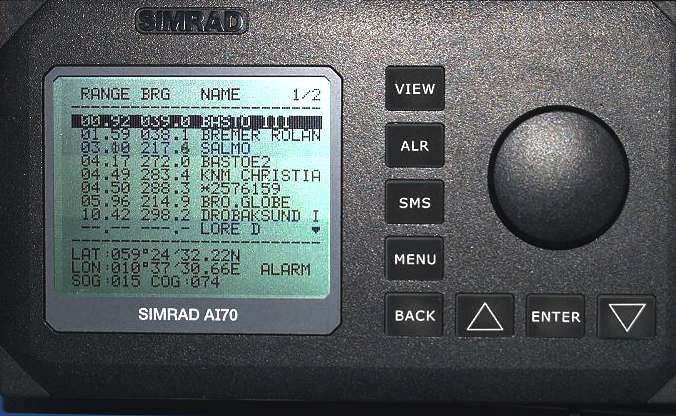 SIMRAD
RANGE BRG NAME 1/2
00.92 039.0 BASTO III
01.59 038.1 BREMER ROLAN
03.10 217.6 SALMO
04.17 272.0 BASTOE2
04.49 283.4 KNM CHRISTIA
04.50 288.3 *2576159
05.96 214.9 BRO.GLOBE
10.42 298.2 DROBAKSUND I
--.-- ---.- LORE D
LAT:059°24'32.22N
LON:010°37'30.66E ALARM
SOG:015 COG:074
SIMRAD AI70
VIEW
ALR
SMS
MENU
BACK
ENTER